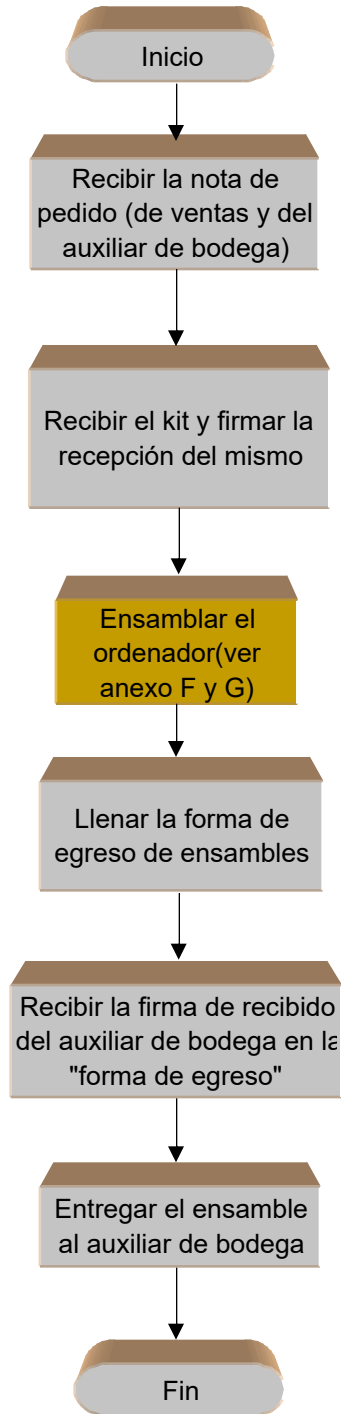 Inicio
Recibir la nota de
pedido (de ventas y del
auxiliar de bodega)
Recibir el kit y firmar la
recepción del mismo
Ensamblar el
ordenador(ver
anexo F y G)
Llenar la forma de
egreso de ensambles
Recibir la firma de recibido
del auxiliar de bodega en la
"forma de egreso"
Entregar el ensamble
al auxiliar de bodega
Fin